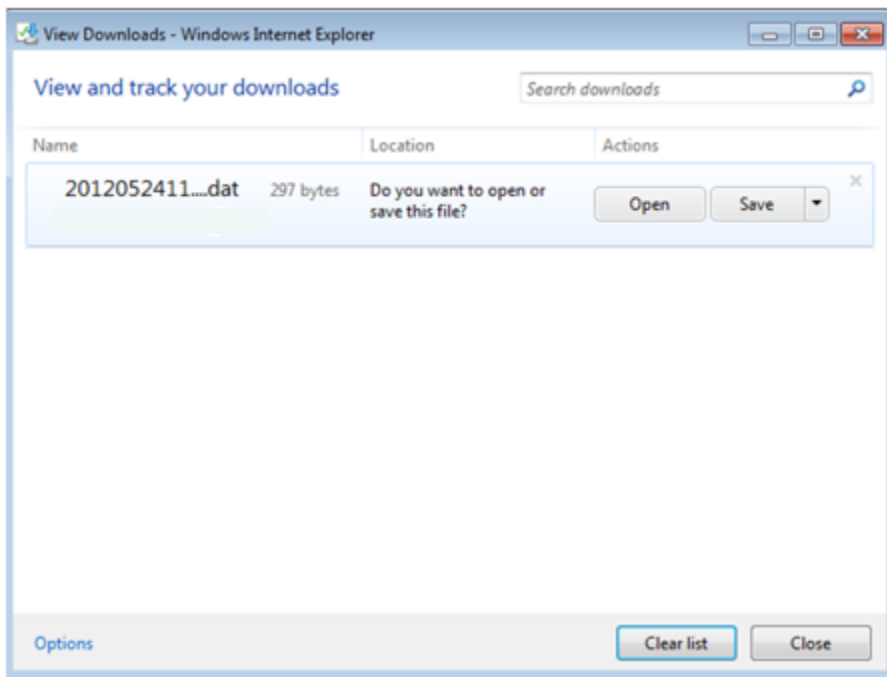 View Downloads - Windows Internet Explorer
View and track your downloads
Search downloads
Name Location Actions
2012052411....dat 297 bytes Do you want to open or save this file? Open Save
Options Clear list Close